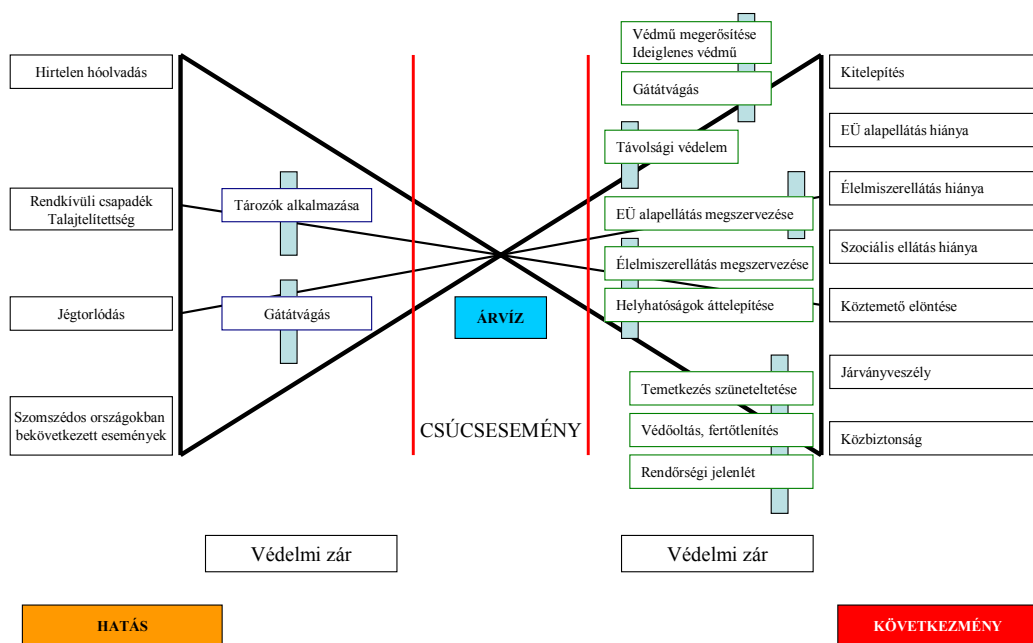 Hirtelen hóolvadás
Rendkívüli csapadék
Talajtelítettség
Jégtorlódás
Szomszédos országokban
bekövetkezett események
Tározók alkalmazása
Gátátvágás
ÁRVÍZ
CSÚCSESEMÉNY
Védmű megerősítése
Ideiglenes védmű
Gátátvágás
Távolsági védelem
EÜ alapellátás megszervezése
Élelmiszerellátás megszervezése
Helyhatóságok áttelepítése
Temetkezés szüneteltetése
Védőoltás, fertőtlenítés
Rendőrségi jelenlét
Kitelepítés
EÜ alapellátás hiánya
Élelmiszerellátás hiánya
Szociális ellátás hiánya
Köztemető elöntése
Járványveszély
Közbiztonság
Védelmi zár
Védelmi zár
HATÁS
KÖVETKEZMÉNY